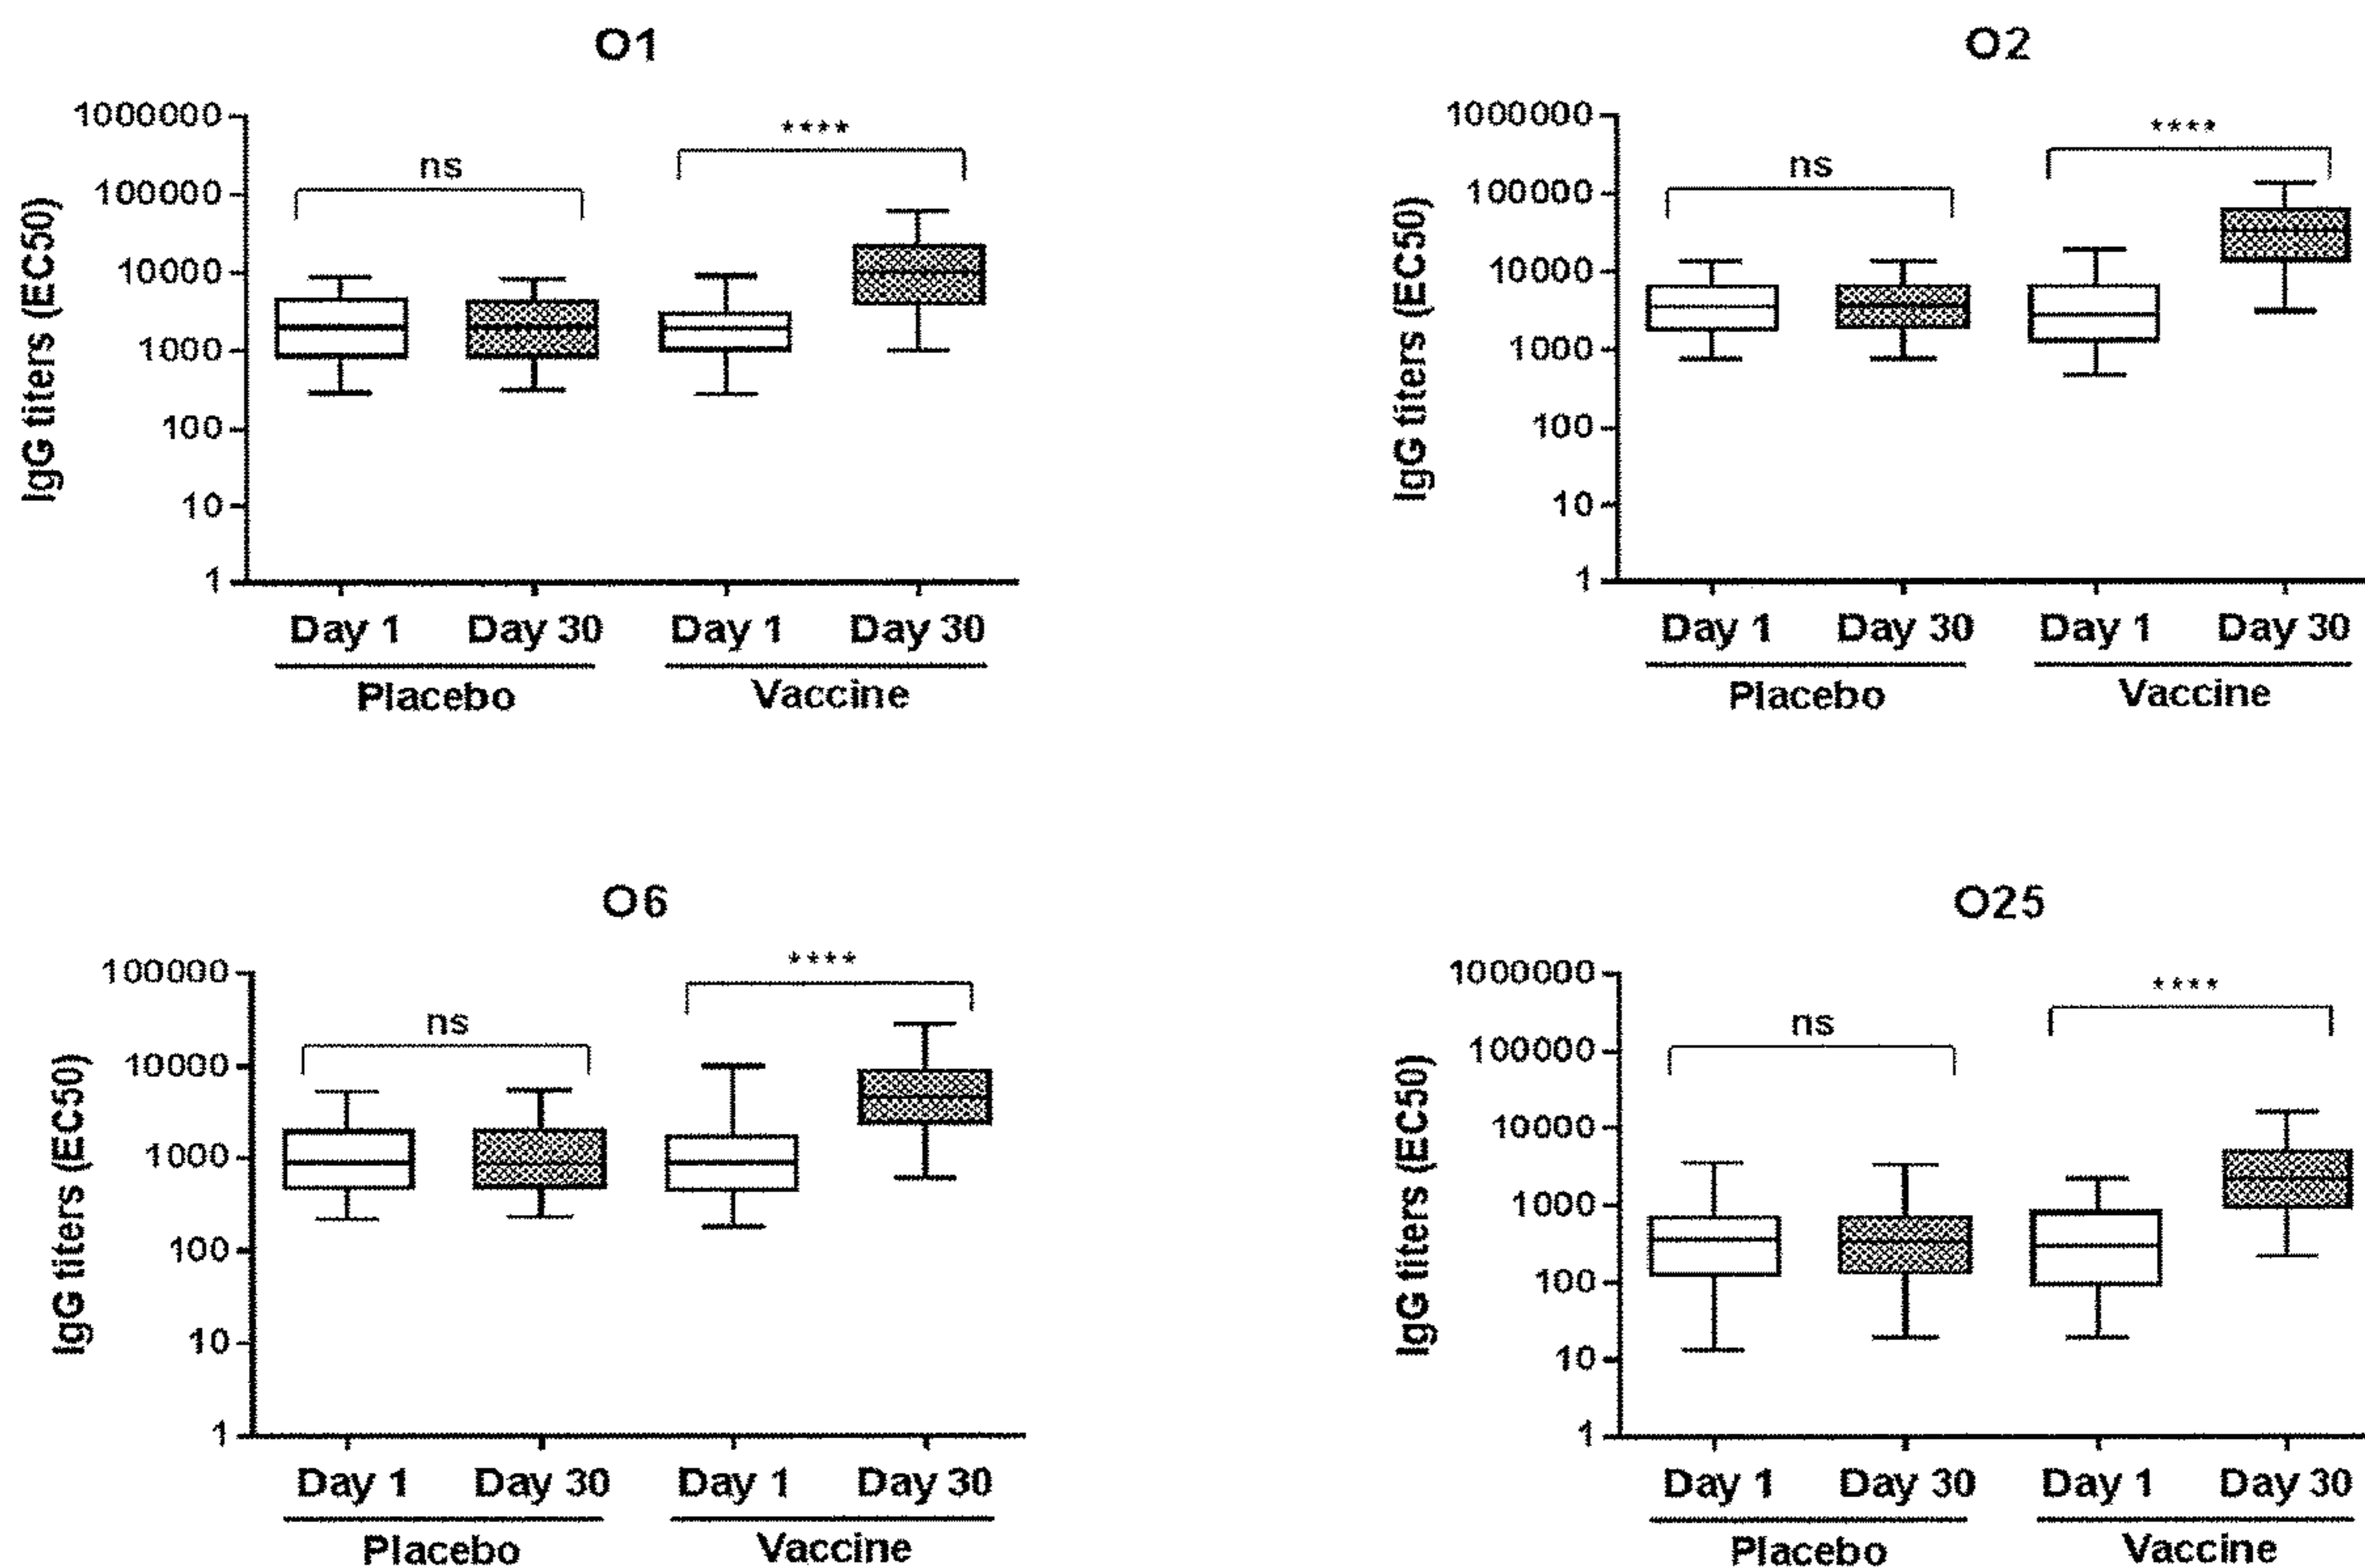 O1
1000000
100000
10000
1000
100
10
1
IgG titers (EC50)
ns
****
Day 1 Day 30 Day 1 Day 30
Placebo Vaccine
O2
1000000
100000
10000
1000
100
10
1
IgG titers (EC50)
ns
****
Day 1 Day 30 Day 1 Day 30
Placebo Vaccine
O6
100000
10000
1000
100
10
1
IgG titers (EC50)
ns
****
Day 1 Day 30 Day 1 Day 30
Placebo Vaccine
O25
1000000
100000
10000
1000
100
10
1
IgG titers (EC50)
ns
****
Day 1 Day 30 Day 1 Day 30
Placebo Vaccine